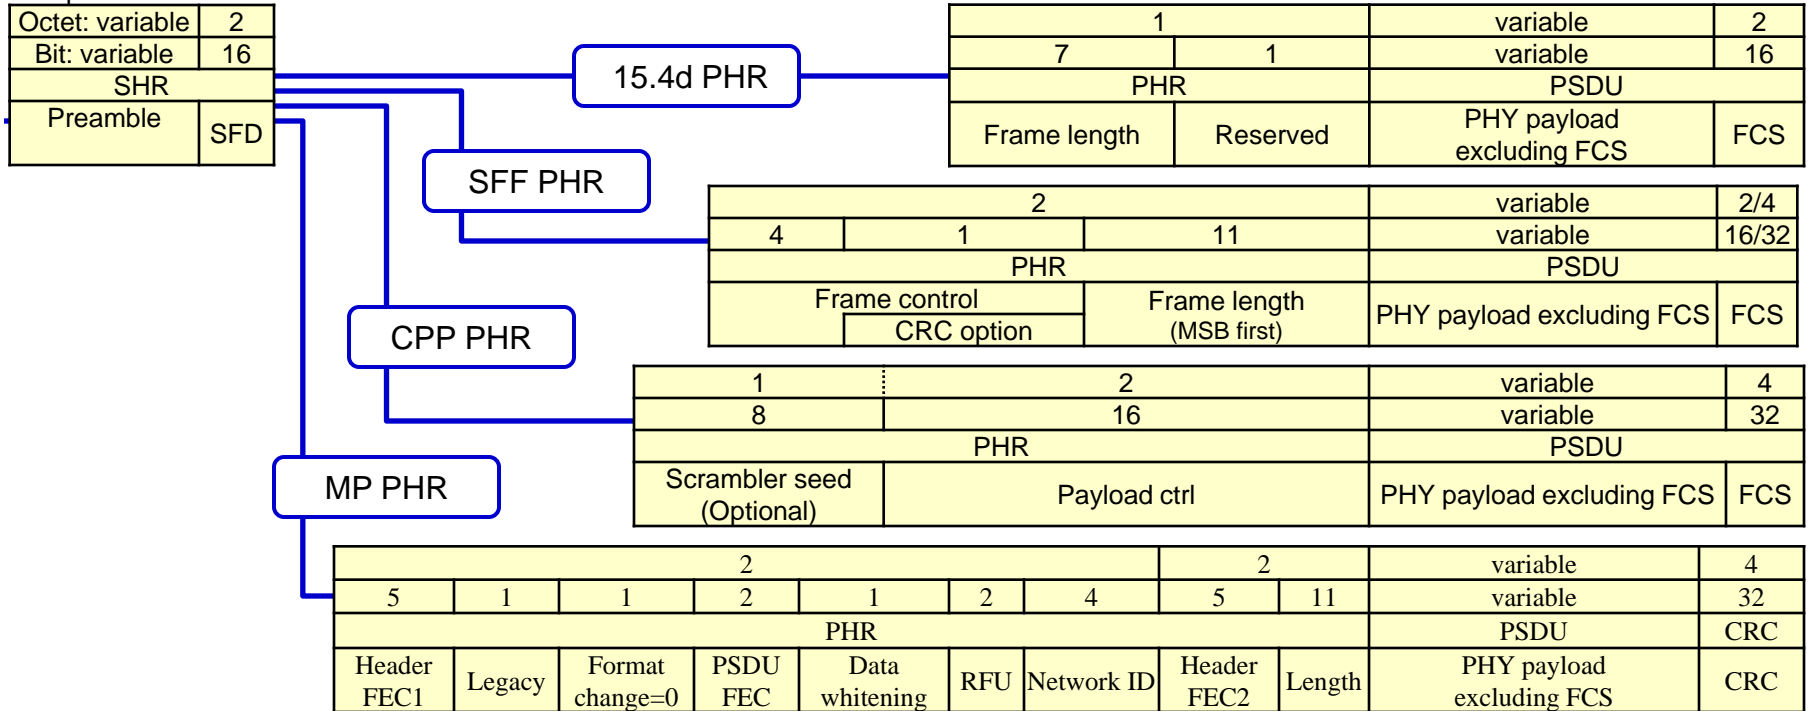 Octet: variable 2
Bit: variable 16
SHR
Preamble SFD
15.4d PHR
1 variable 2
7 1 variable 16
PHR PSDU
Frame length Reserved PHY payload excluding FCS FCS
SFF PHR
2 variable 2/4
4 1 11 variable 16/32
PHR PSDU
Frame control Frame length (MSB first) PHY payload excluding FCS FCS
CRC option
CPP PHR
1 2 variable 4
8 16 variable 32
PHR PSDU
Scrambler seed (Optional) Payload ctrl PHY payload excluding FCS FCS
MP PHR
2 2 variable 4
5 1 1 2 1 2 4 5 11 variable 32
PHR PSDU CRC
Header FEC1 Legacy Format change=0 PSDU FEC Data whitening RFU Network ID Header FEC2 Length PHY payload excluding FCS CRC